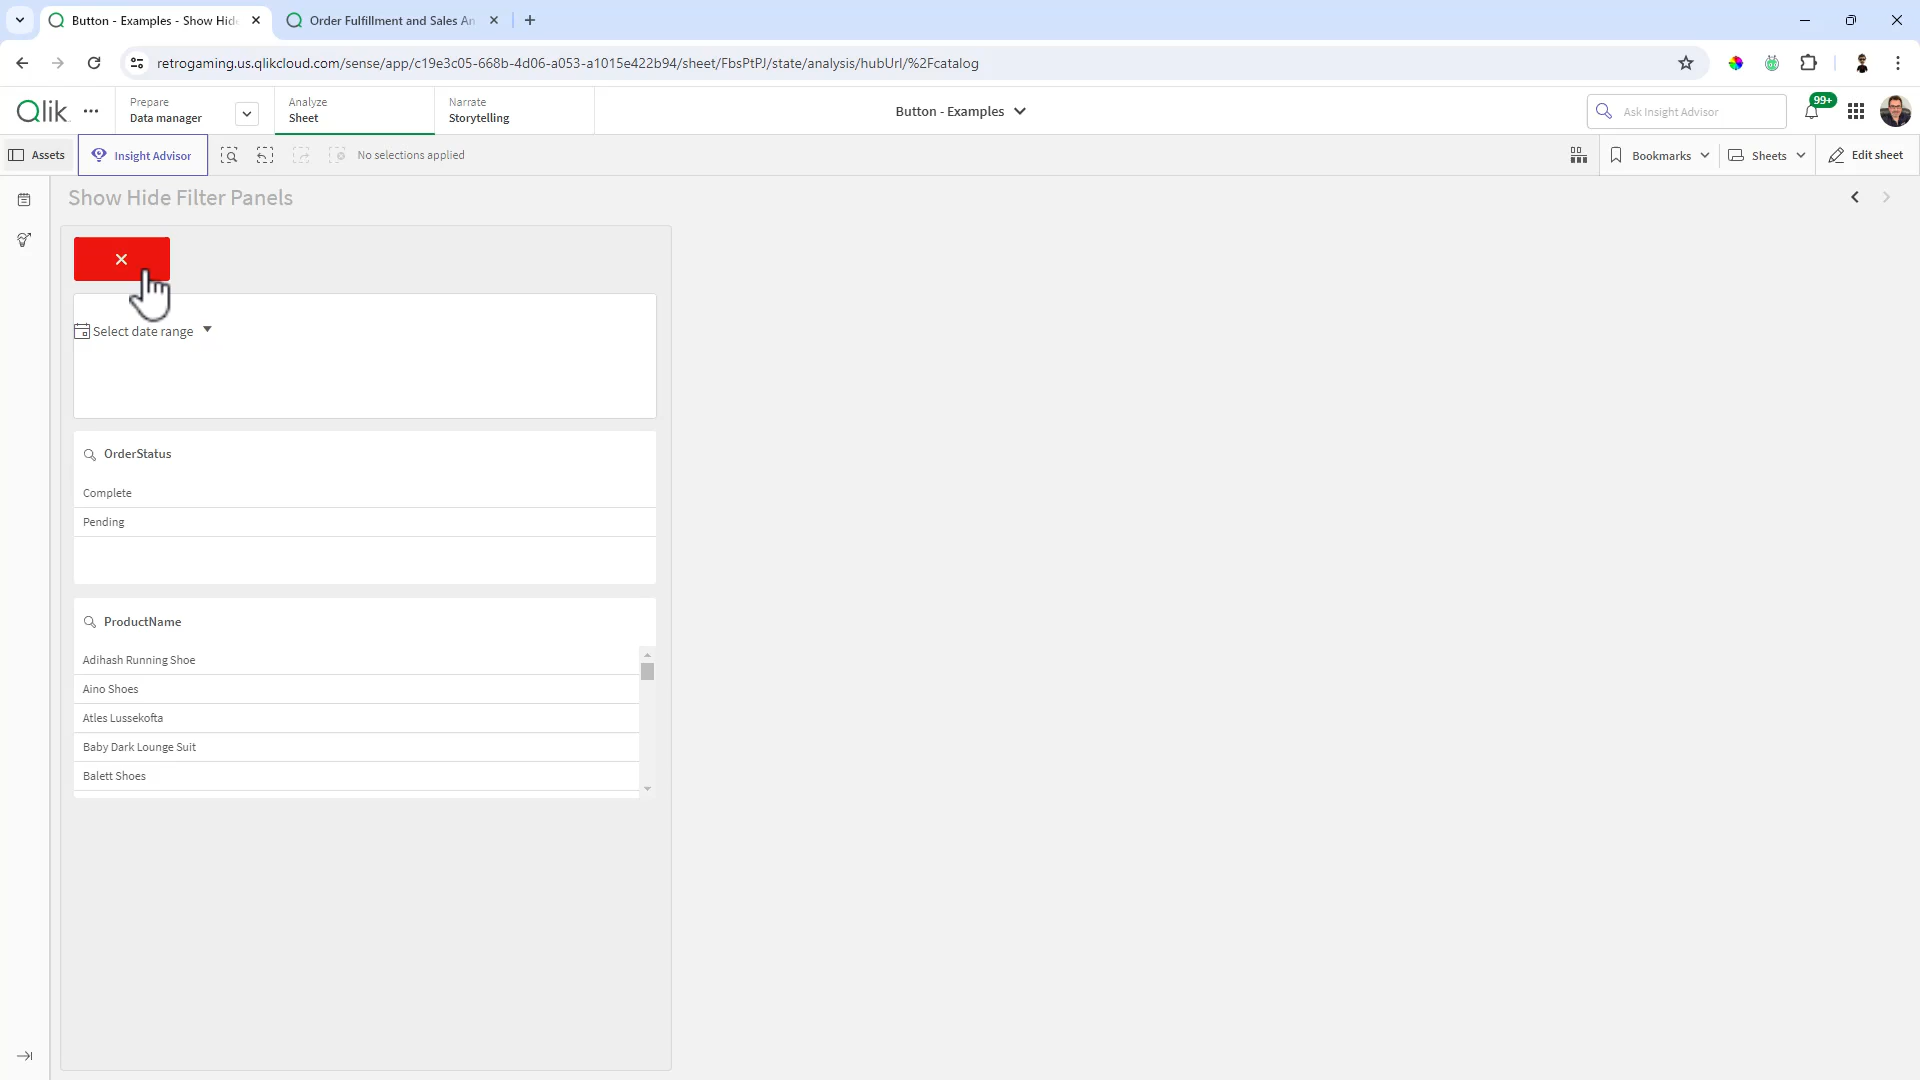 Button - Examples - Show Hid
Order Fulfillment and Sales An
retrogaming.us.qlikcloud.com/sense/app/c19e3c05-668b-4d06-a053-a1015e422b94/sheet/FbsPtPJ/state/analysis/hubUrl/%2Fcatalog
Qlik
Prepare
Data manager
Analyze
Sheet
Narrate
Storytelling
Button - Examples
Ask Insight Advisor
99+
Assets
Insight Advisor
No selections applied
Bookmarks
Sheets
Edit sheet
Show Hide Filter Panels
Select date range
OrderStatus
Complete
Pending
ProductName
Adihash Running Shoe
Aino Shoes
Atles Lussekofta
Baby Dark Lounge Suit
Balett Shoes